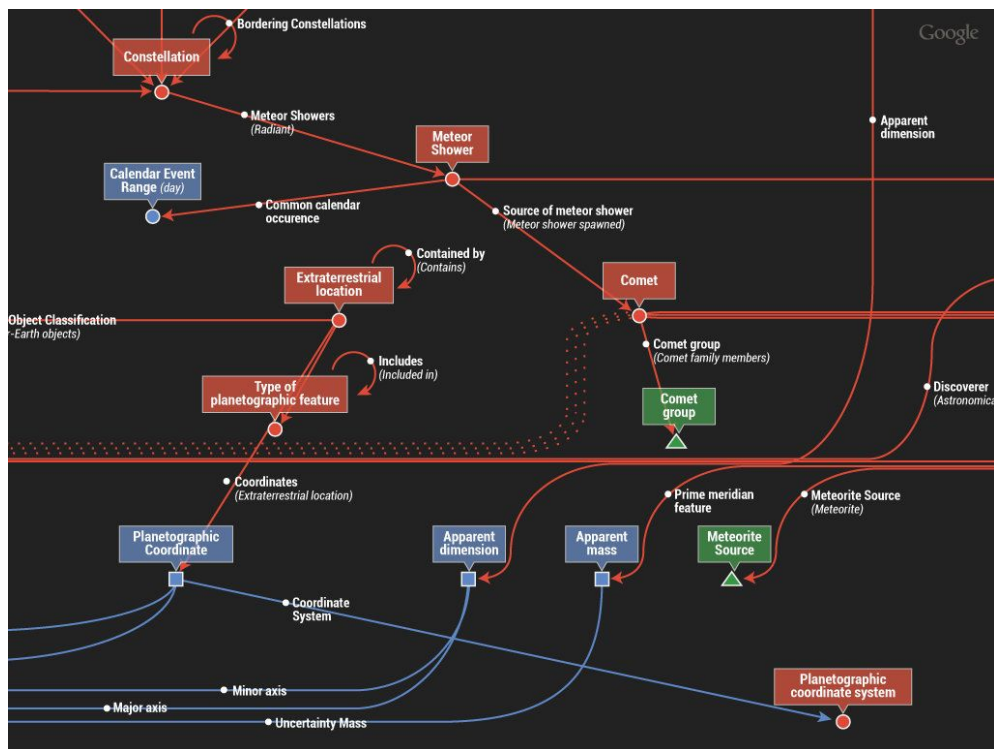 Bordering Constellations
Google
Constellation
Meteor Showers
(Radiant)
Apparent
dimension
Meteor
Shower
Calendar Event
Range (day)
Common calendar
occurence
Source of meteor shower
(Meteor shower spawned)
Contained by
(Contains)
Extraterrestrial
location
Comet
Object Classification
r-Earth objects)
Comet group
(Comet family members)
Includes
(Included in)
Type of
planetographic feature
Discoverer
(Astronomica
Comet
group
Coordinates
(Extraterrestrial location)
Prime meridian
feature
Meteorite Source
(Meteorite)
Planetographic
Coordinate
Apparent
dimension
Apparent
mass
Meteorite
Source
Coordinate
System
Planetographic
coordinate system
Minor axis
Major axis
Uncertainty Mass